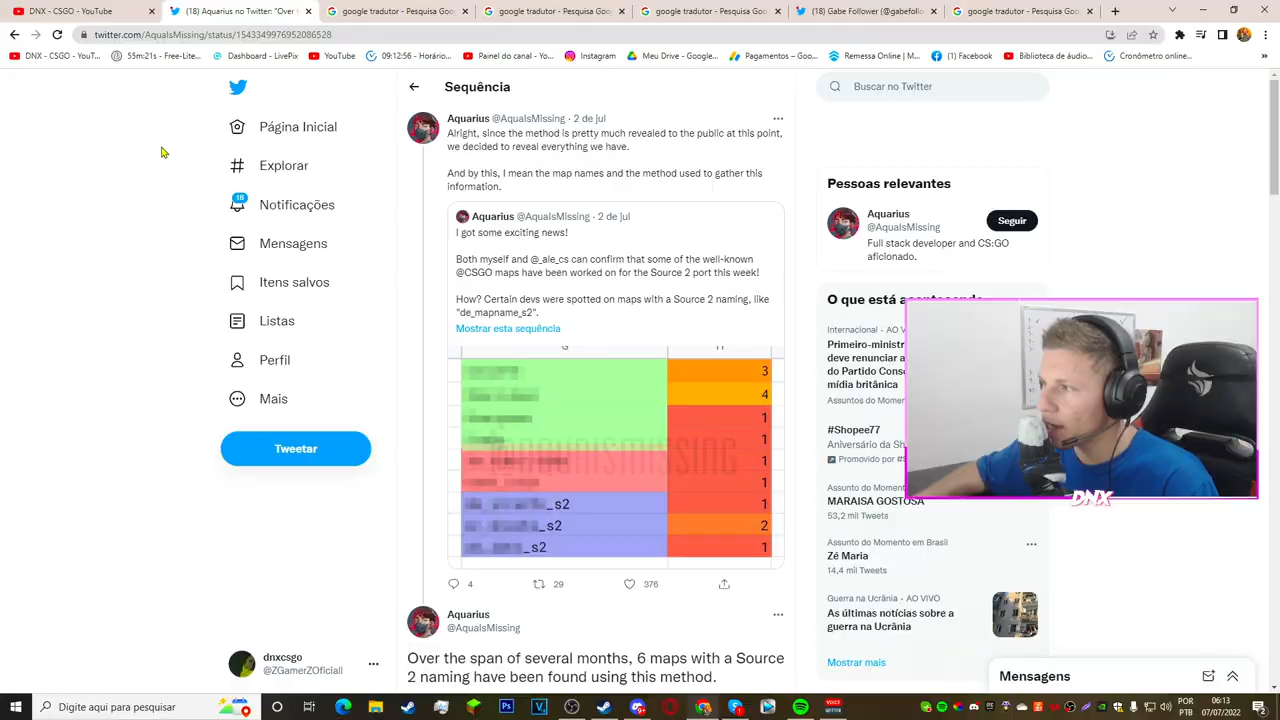 DNX - CSGO - YouTube
(18) Aquarius no Twitter: "Over t
google tradutor - Pesquisa Goo
google tradutor - Pesquisa Goo
google tradutor - Pesquisa Goo
(18) Gabe Follower (@gabefollo
google tradutor - Pesquisa Goo
twitter.com/AquaIsMissing/status/1543349976952086528
DNX - CSGO - YouT...
55m:21s - Free-Lite...
Dashboard - LivePix
YouTube
09:12:56 - Horário...
Painel do canal - Yo...
Instagram
Meu Drive - Google...
Pagamentos – Goo...
Remessa Online | M...
(1) Facebook
Biblioteca de áudio...
Cronômetro online...
Página Inicial
Explorar
18
Notificações
Mensagens
Itens salvos
Listas
Perfil
Mais
Tweetar
dnxcsgo
@ZGamerZOficiall
Sequência
Aquarius @AquaIsMissing · 2 de jul
Alright, since the method is pretty much revealed to the public at this point,
we decided to reveal everything we have.
And by this, I mean the map names and the method used to gather this
information.
Aquarius @AquaIsMissing · 2 de jul
I got some exciting news!
Both myself and @_ale_cs can confirm that some of the well-known
@CSGO maps have been worked on for the Source 2 port this week!
How? Certain devs were spotted on maps with a Source 2 naming, like
"de_mapname_s2".
Mostrar esta sequência
3
4
1
1
@AQUAISMISSING
1
1
_s2 1
_s2 2
_s2 1
4 29 376
Aquarius
@AquaIsMissing
Over the span of several months, 6 maps with a Source
2 naming have been found using this method.
Buscar no Twitter
Pessoas relevantes
Aquarius
@AquaIsMissing
Seguir
Full stack developer and CS:GO
aficionado.
O que está acontecendo
Internacional · AO V
Primeiro-ministr
deve renunciar a
do Partido Cons
mídia britânica
Assuntos do Momen
#Shopee77
Aniversário da Sh
Promovido por #S
Assunto do Moment
MARAISA GOSTOSA
53,2 mil Tweets
Assunto do Momento em Brasil
Zé Maria
14,4 mil Tweets
Guerra na Ucrânia · AO VIVO
As últimas notícias sobre a
guerra na Ucrânia
Mostrar mais
Mensagens
DNX
Digite aqui para pesquisar
VOICE
MEETER
POR
PTB
06:13
07/07/2022